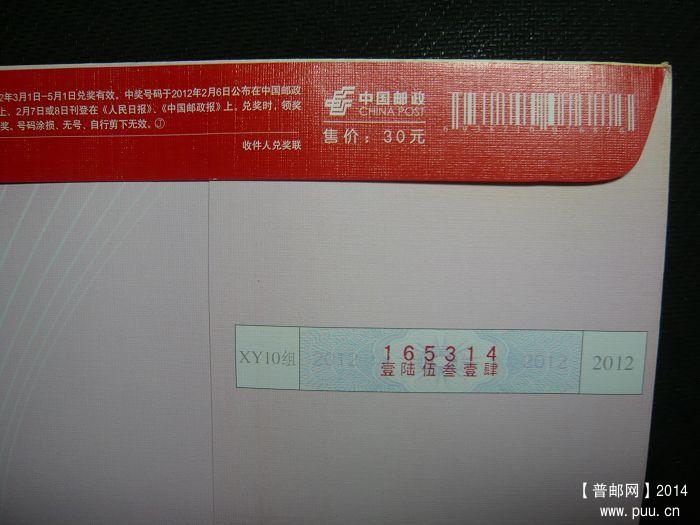 2年3月1日-5月1日兑奖有效。中奖号码于2012年2月6日公布在中国邮政
上、2月7日或8日刊登在《人民日报》、《中国邮政报》上。兑奖时，领奖
奖，号码涂损、无号、自行剪下无效。Ⓙ
收件人兑奖联
中国邮政
CHINA POST
售价：30元
XY10组
2012
165314
2012
壹陆伍叁壹肆
2012
【普邮网】2014
www.puu.cn